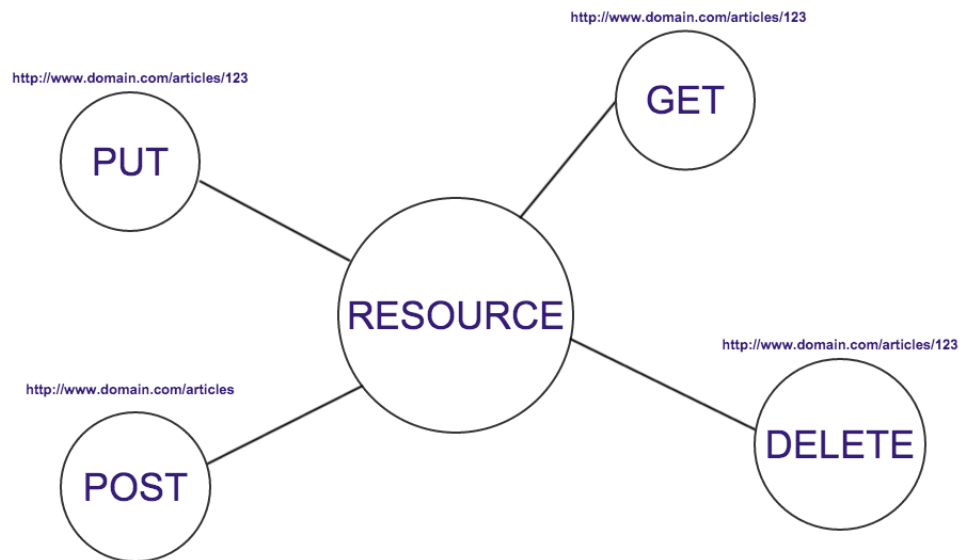 http://www.domain.com/articles/123
GET
http://www.domain.com/articles/123
PUT
RESOURCE
http://www.domain.com/articles/123
DELETE
http://www.domain.com/articles
POST